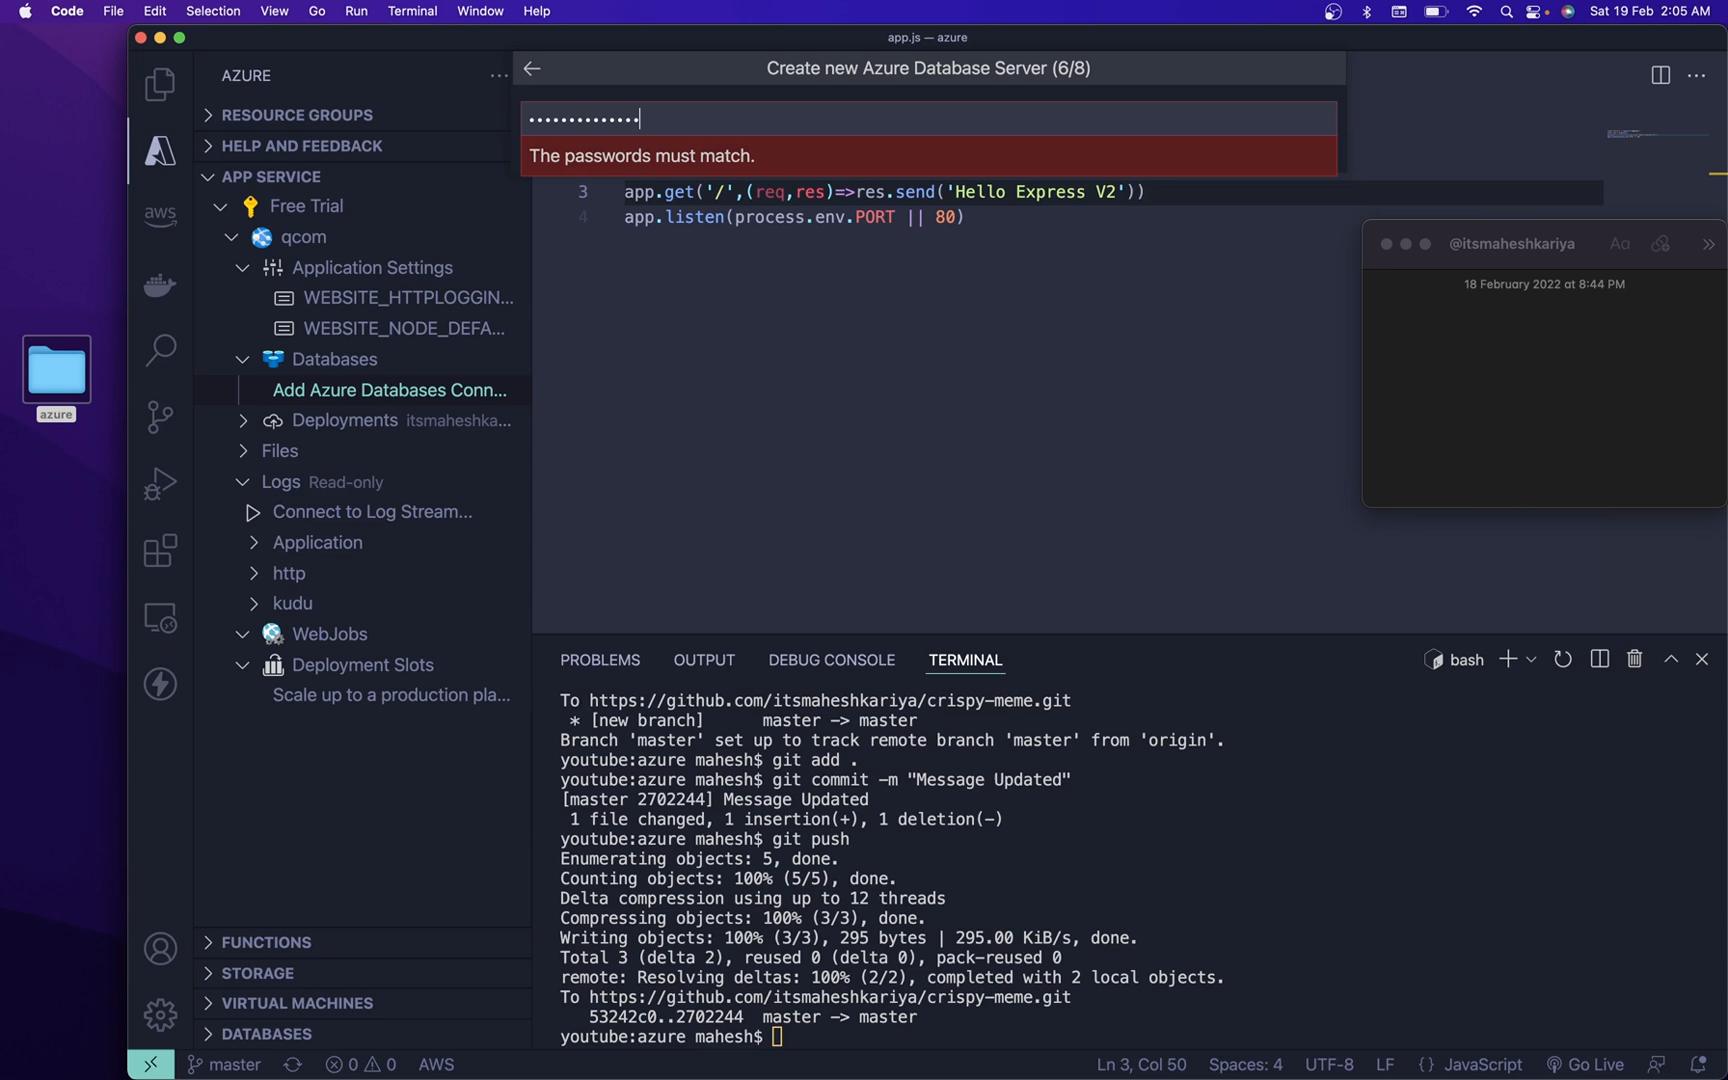 Code File Edit Selection View Go Run Terminal Window Help Sat 19 Feb 2:05 AM
app.js — azure
AZURE
RESOURCE GROUPS
HELP AND FEEDBACK
APP SERVICE
Free Trial
qcom
Application Settings
WEBSITE_HTTPLOGGIN...
WEBSITE_NODE_DEFA...
Databases
Add Azure Databases Conn...
Deployments itsmaheshka...
Files
Logs Read-only
Connect to Log Stream...
Application
http
kudu
WebJobs
Deployment Slots
Scale up to a production pla...
FUNCTIONS
STORAGE
VIRTUAL MACHINES
DATABASES
aws
azure
Create new Azure Database Server (6/8)
••••••••••••••
The passwords must match.
3 app.get('/',(req,res)=>res.send('Hello Express V2'))
4 app.listen(process.env.PORT || 80)
@itsmaheshkariya Aa
18 February 2022 at 8:44 PM
PROBLEMS OUTPUT DEBUG CONSOLE TERMINAL bash
To https://github.com/itsmaheshkariya/crispy-meme.git
* [new branch] master -> master
Branch 'master' set up to track remote branch 'master' from 'origin'.
youtube:azure mahesh$ git add .
youtube:azure mahesh$ git commit -m "Message Updated"
[master 2702244] Message Updated
1 file changed, 1 insertion(+), 1 deletion(-)
youtube:azure mahesh$ git push
Enumerating objects: 5, done.
Counting objects: 100% (5/5), done.
Delta compression using up to 12 threads
Compressing objects: 100% (3/3), done.
Writing objects: 100% (3/3), 295 bytes | 295.00 KiB/s, done.
Total 3 (delta 2), reused 0 (delta 0), pack-reused 0
remote: Resolving deltas: 100% (2/2), completed with 2 local objects.
To https://github.com/itsmaheshkariya/crispy-meme.git
53242c0..2702244 master -> master
youtube:azure mahesh$
master 0 0 AWS Ln 3, Col 50 Spaces: 4 UTF-8 LF {} JavaScript Go Live